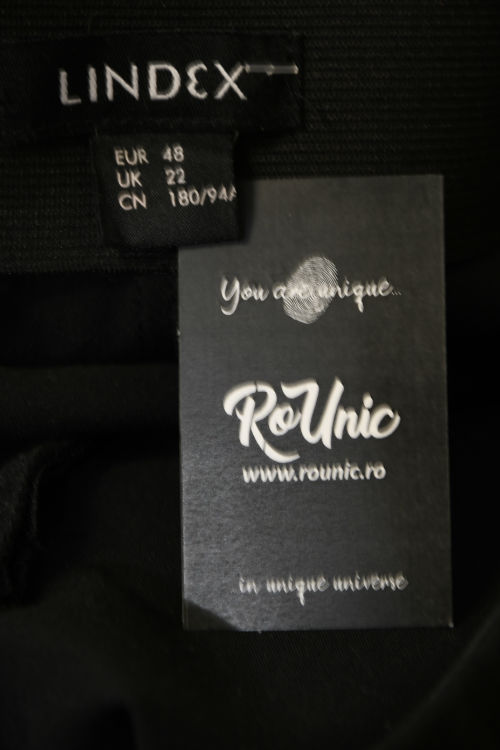 LINDEX
EUR 48
UK 22
CN 180/94A
You are unique...
RoUnic
www.rounic.ro
in unique universe